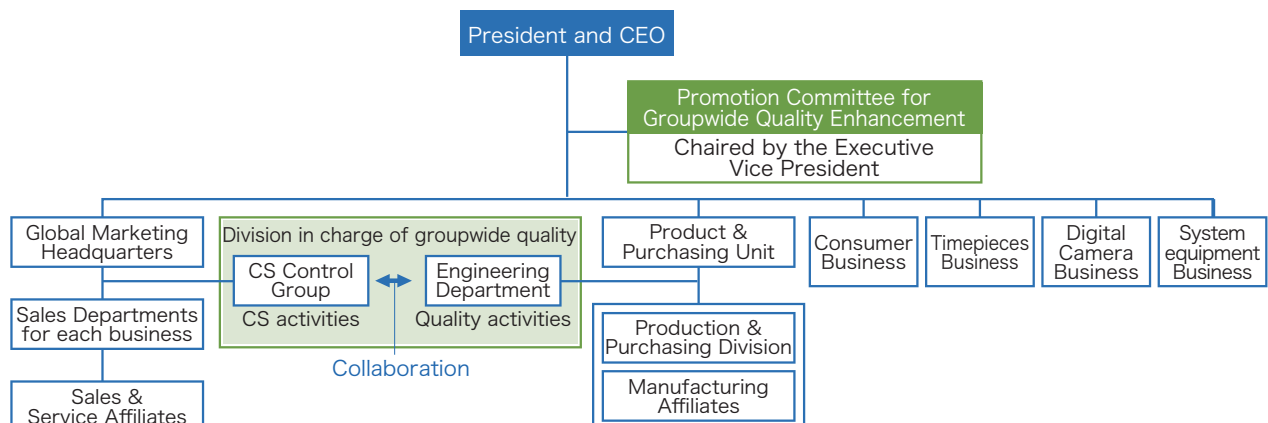 President and CEO
Promotion Committee for
Groupwide Quality Enhancement
Chaired by the Executive
Vice President
Global Marketing
Headquarters
Division in charge of groupwide quality
CS Control
Group
CS activities
Engineering
Department
Quality activities
Collaboration
Product &
Purchasing Unit
Consumer
Business
Timepieces
Business
Digital
Camera
Business
System
equipment
Business
Sales Departments
for each business
Sales &
Service Affiliates
Production &
Purchasing Division
Manufacturing
Affiliates